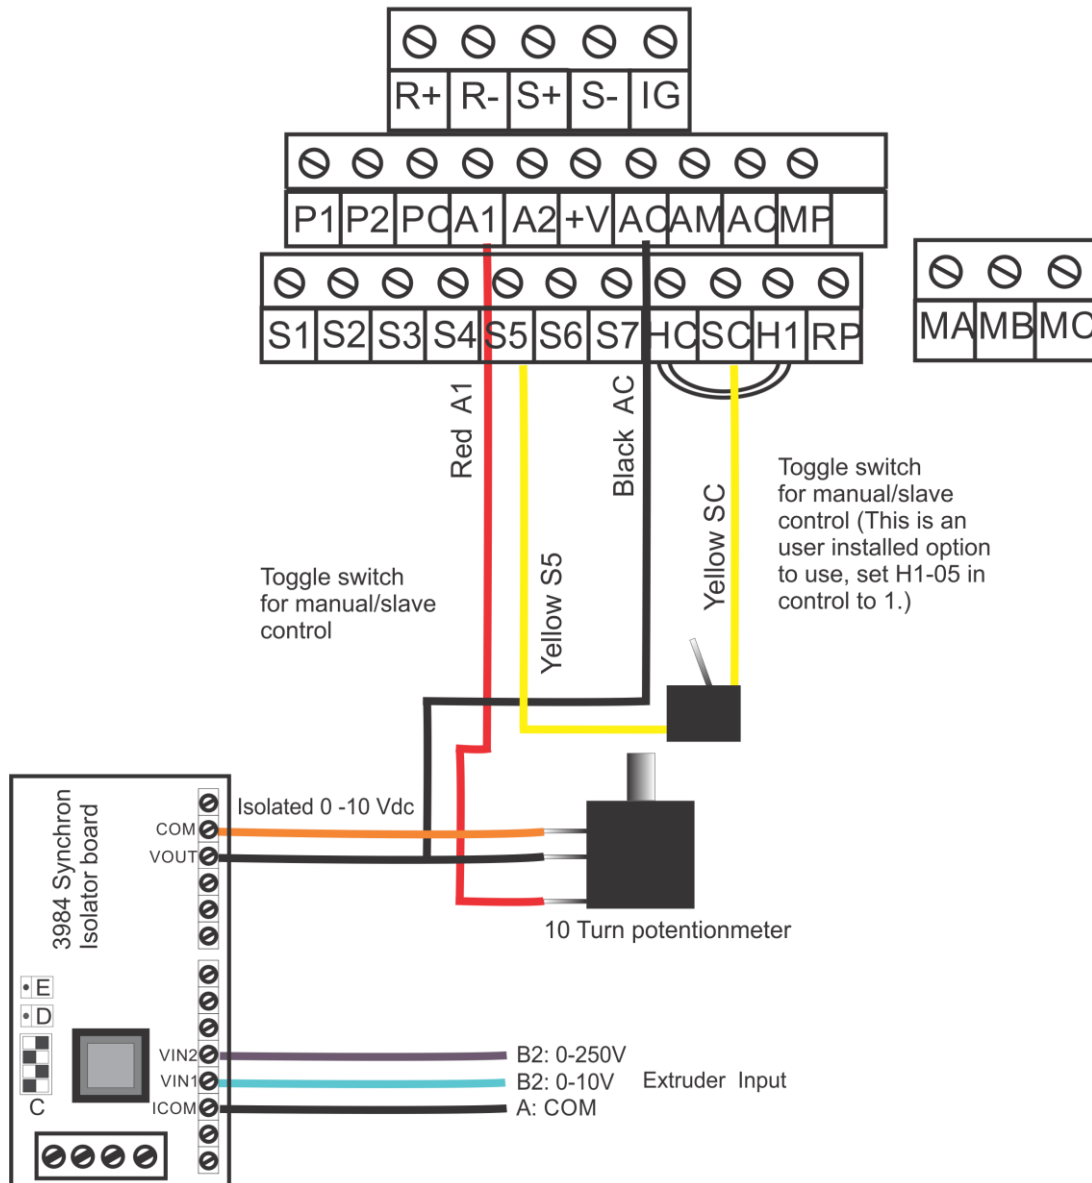 R+ R- S+ S- IG
P1 P2 PC A1 A2 +V AC AM AC MP
S1 S2 S3 S4 S5 S6 S7 HC SC H1 RP
MA MB MC
Red A1
Black AC
Yellow S5
Yellow SC
Toggle switch
for manual/slave
control (This is an
user installed option
to use, set H1-05 in
control to 1.)
Toggle switch
for manual/slave
control
3984 Synchron
Isolator board
COM
VOUT
Isolated 0 -10 Vdc
10 Turn potentionmeter
E
D
C
VIN2
VIN1
ICOM
B2: 0-250V
B2: 0-10V
A: COM
Extruder Input